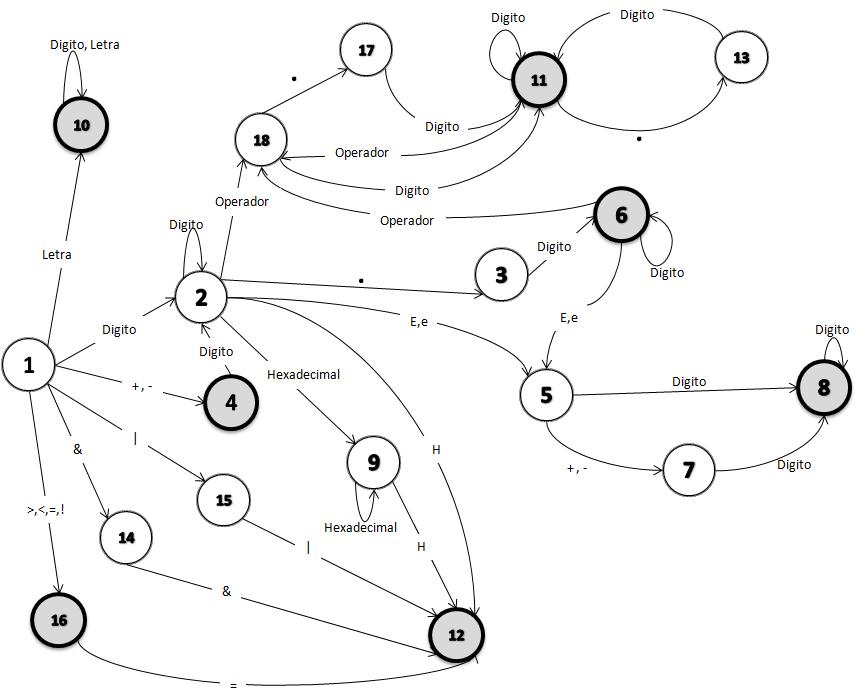 Digito
Digito
Digito, Letra
17
13
11
.
10
Digito
.
18
Operador
Digito
Operador
6
Operador
Digito
Digito
Letra
3
Digito
.
2
E,e
E,e
Digito
Digito
Digito
1
Hexadecimal
+, -
4
5
Digito
8
&
|
H
9
+, -
7
Digito
15
>,<,=,!
Hexadecimal
14
|
H
&
16
12
=